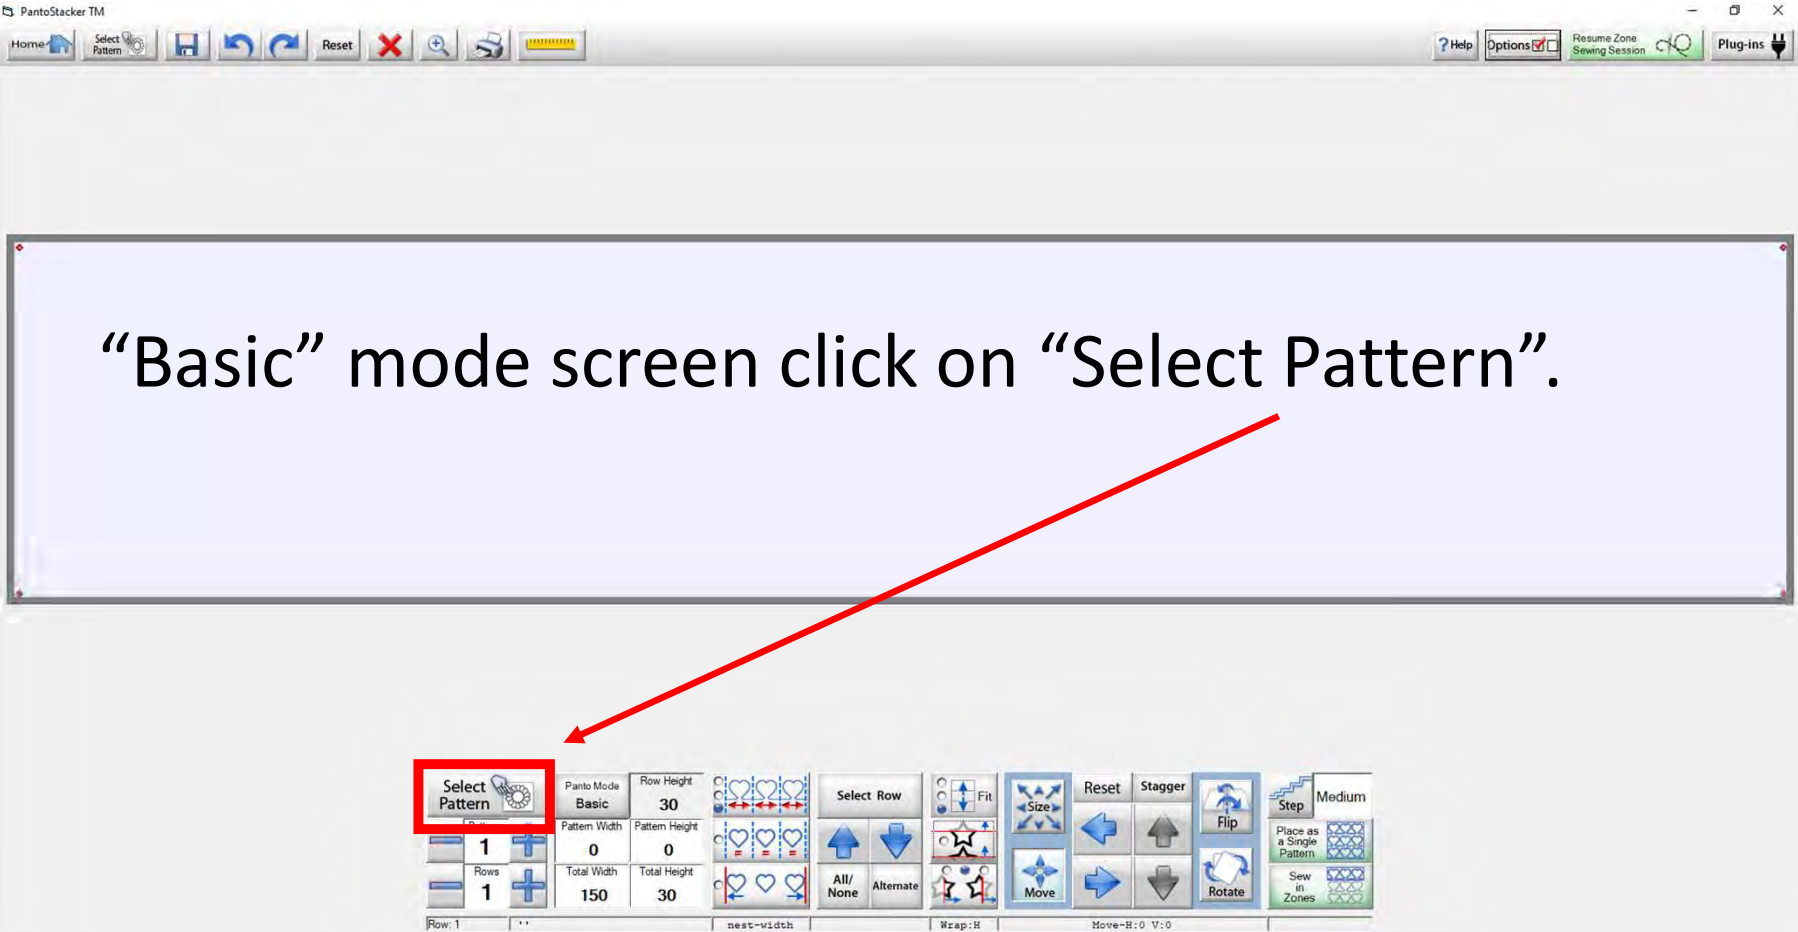 PantoStacker TM
Home
Select
Pattern
Reset
? Help
Options
Resume Zone
Sewing Session
Plug-ins
“Basic” mode screen click on “Select Pattern”.
Select
Pattern
Panto Mode
Basic
Row Height
30
1
Pattern Width
0
Pattern Height
0
Rows
1
Total Width
150
Total Height
30
Select Row
All/
None
Alternate
Fit
Size
Move
Reset
Stagger
Flip
Rotate
Step
Medium
Place as
a Single
Pattern
Sew
in
Zones
Row: 1
''
nest-width
Wrap:H
Move-H:0 V:0